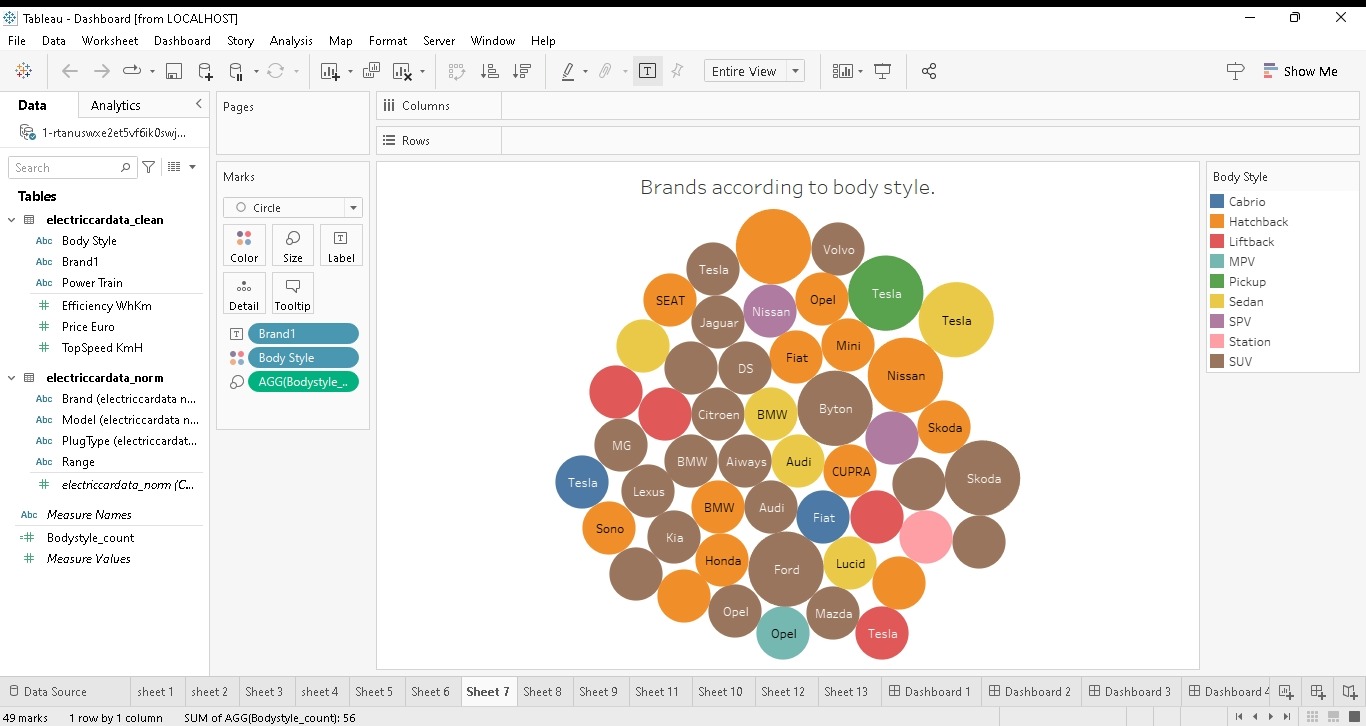 Tableau - Dashboard [from LOCALHOST]
File Data Worksheet Dashboard Story Analysis Map Format Server Window Help
Entire View
Show Me
Data Analytics
1-rtanuswxe2et5vf6ik0swj...
Search
Tables
electriccardata_clean
Abc Body Style
Abc Brand1
Abc Power Train
Efficiency WhKm
Price Euro
TopSpeed KmH
electriccardata_norm
Abc Brand (electriccardata n...
Abc Model (electriccardata n...
Abc PlugType (electriccardat...
Abc Range
electriccardata_norm (C...
Abc Measure Names
Bodystyle_count
Measure Values
Pages
Marks
Circle
Color Size Label
Detail Tooltip
Brand1
Body Style
AGG(Bodystyle_..
Columns
Rows
Brands according to body style.
Volvo
Tesla
Tesla
SEAT
Opel
Nissan
Tesla
Jaguar
Mini
Fiat
DS
Nissan
Byton
Citroen
BMW
Skoda
MG
BMW
Aiways
Audi
CUPRA
Skoda
Tesla
Lexus
BMW
Audi
Fiat
Sono
Kia
Honda
Ford
Lucid
Opel
Mazda
Opel
Tesla
Body Style
Cabrio
Hatchback
Liftback
MPV
Pickup
Sedan
SPV
Station
SUV
Data Source sheet 1 sheet 2 Sheet 3 sheet 4 Sheet 5 Sheet 6 Sheet 7 Sheet 8 Sheet 9 Sheet 11 Sheet 10 Sheet 12 Sheet 13 Dashboard 1 Dashboard 2 Dashboard 3 Dashboard 4
49 marks 1 row by 1 column SUM of AGG(Bodystyle_count): 56